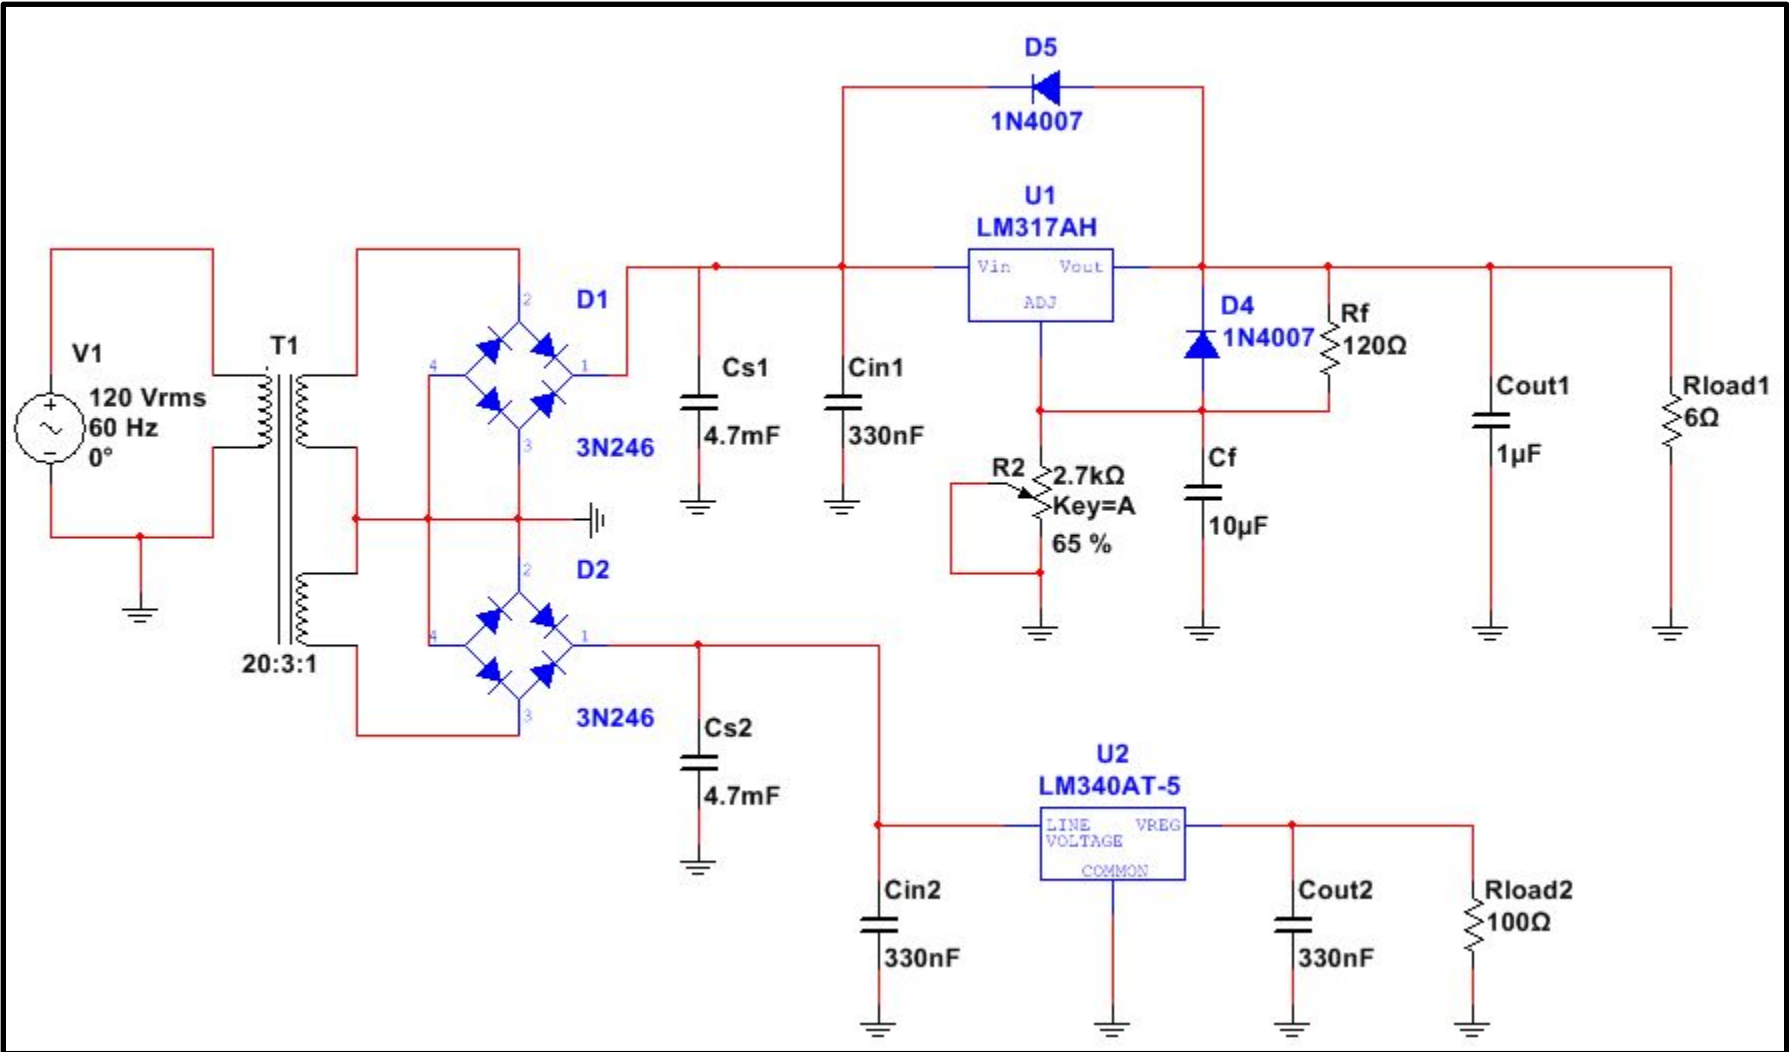 D5
1N4007
U1
LM317AH
Vin
Vout
ADJ
V1
120 Vrms
60 Hz
0°
T1
20:3:1
2
D1
4
1
3
3N246
Cs1
4.7mF
Cin1
330nF
D4
1N4007
Rf
120Ω
Cout1
1µF
Rload1
6Ω
R2
2.7kΩ
Key=A
65 %
Cf
10µF
2
D2
4
1
3
3N246
Cs2
4.7mF
U2
LM340AT-5
LINE
VOLTAGE
VREG
COMMON
Cin2
330nF
Cout2
330nF
Rload2
100Ω